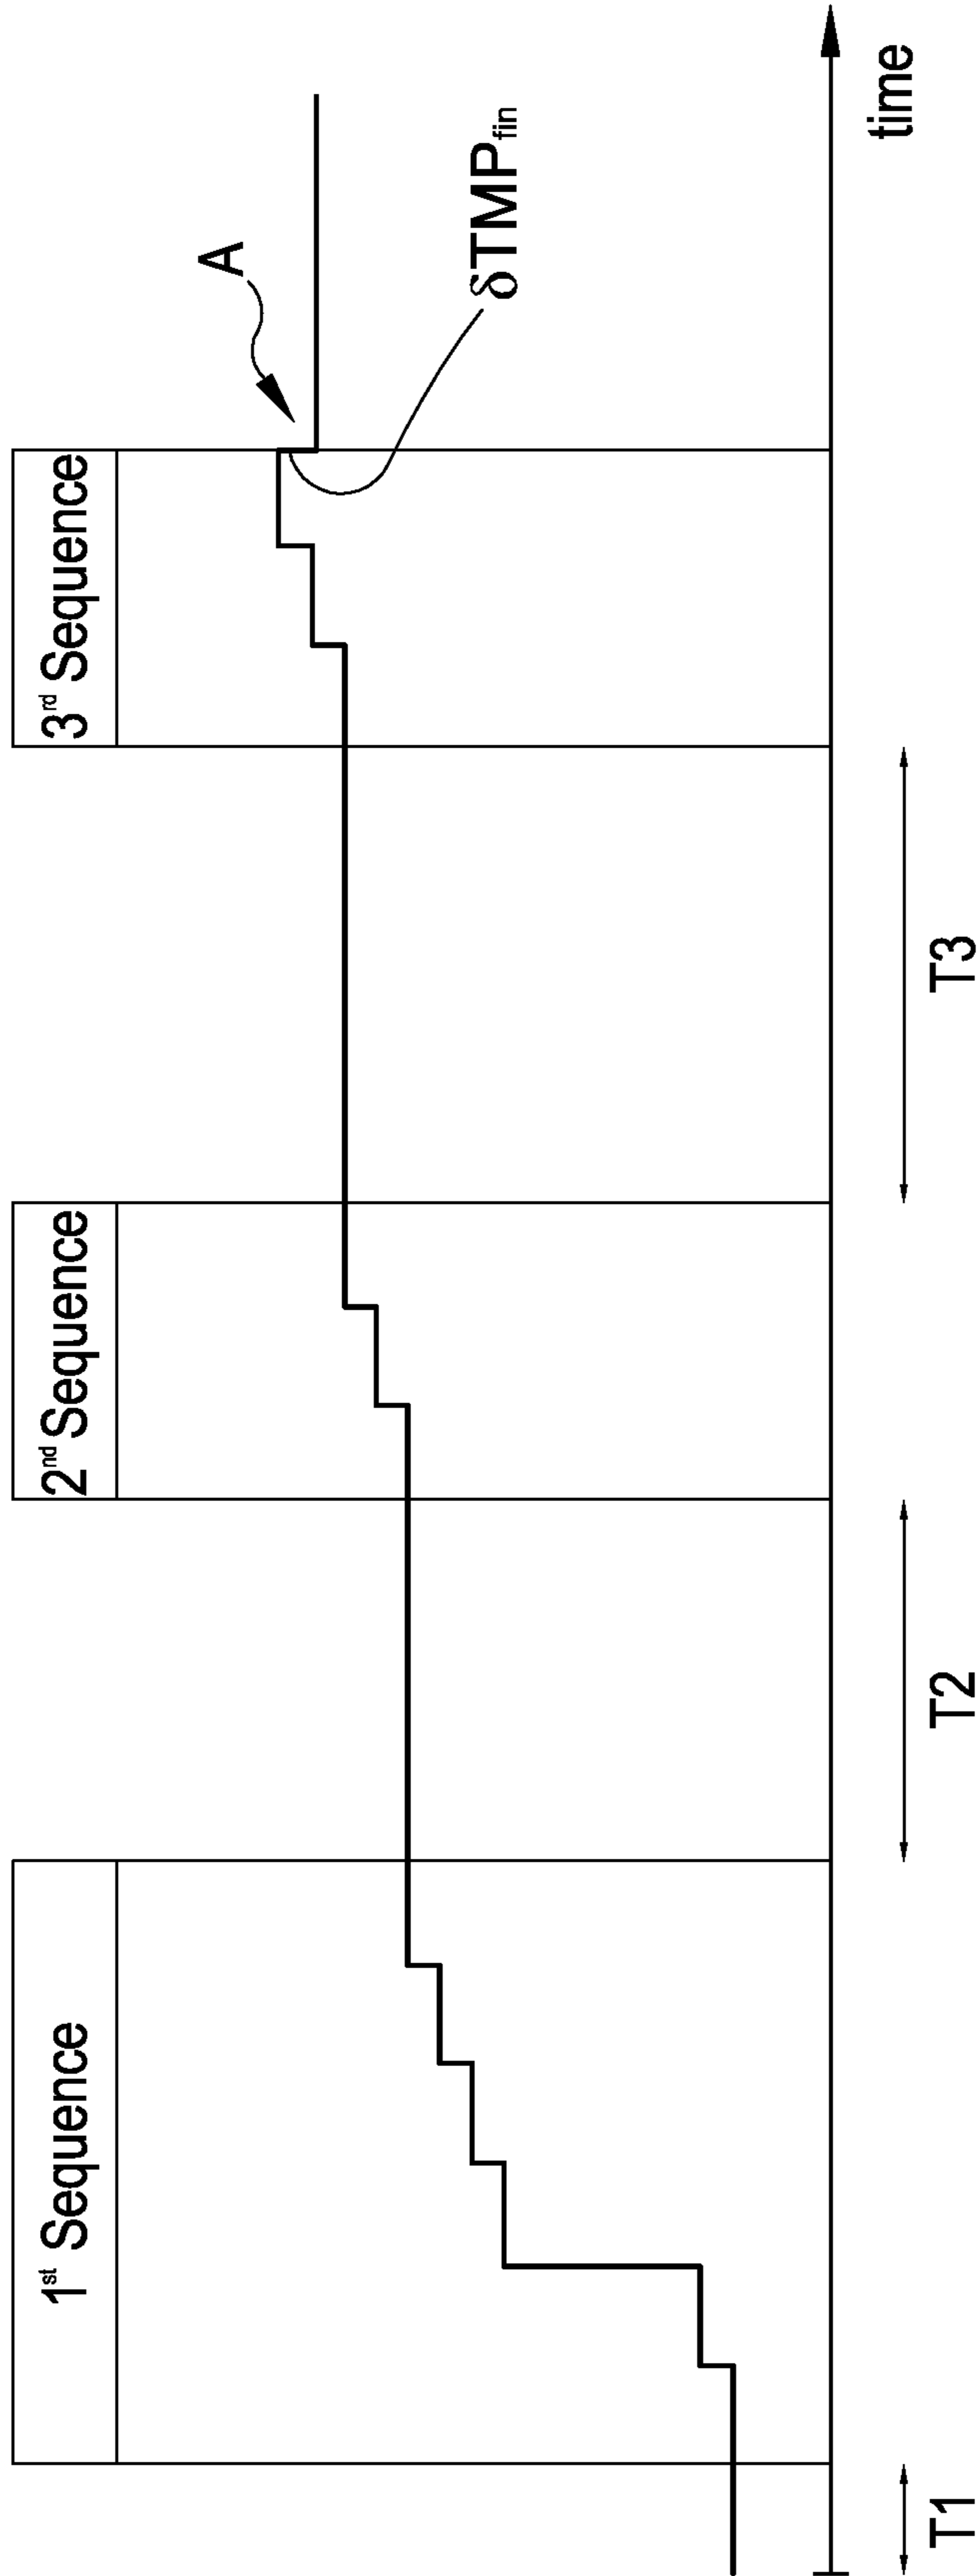 1st Sequence
2nd Sequence
3rd Sequence
A
δTMPfin
time
T1
T2
T3